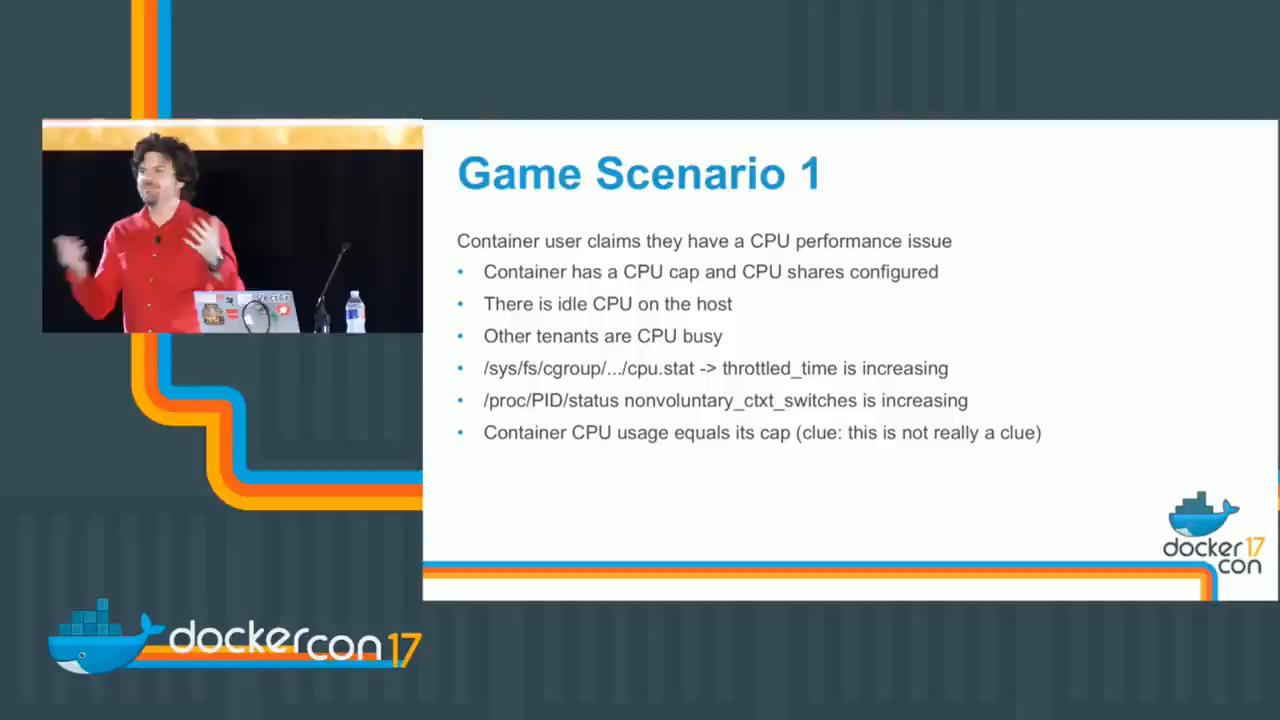 Game Scenario 1
Container user claims they have a CPU performance issue
• Container has a CPU cap and CPU shares configured
• There is idle CPU on the host
• Other tenants are CPU busy
• /sys/fs/cgroup/.../cpu.stat -> throttled_time is increasing
• /proc/PID/status nonvoluntary_ctxt_switches is increasing
• Container CPU usage equals its cap (clue: this is not really a clue)
docker 17
con
dockercon 17
Vector